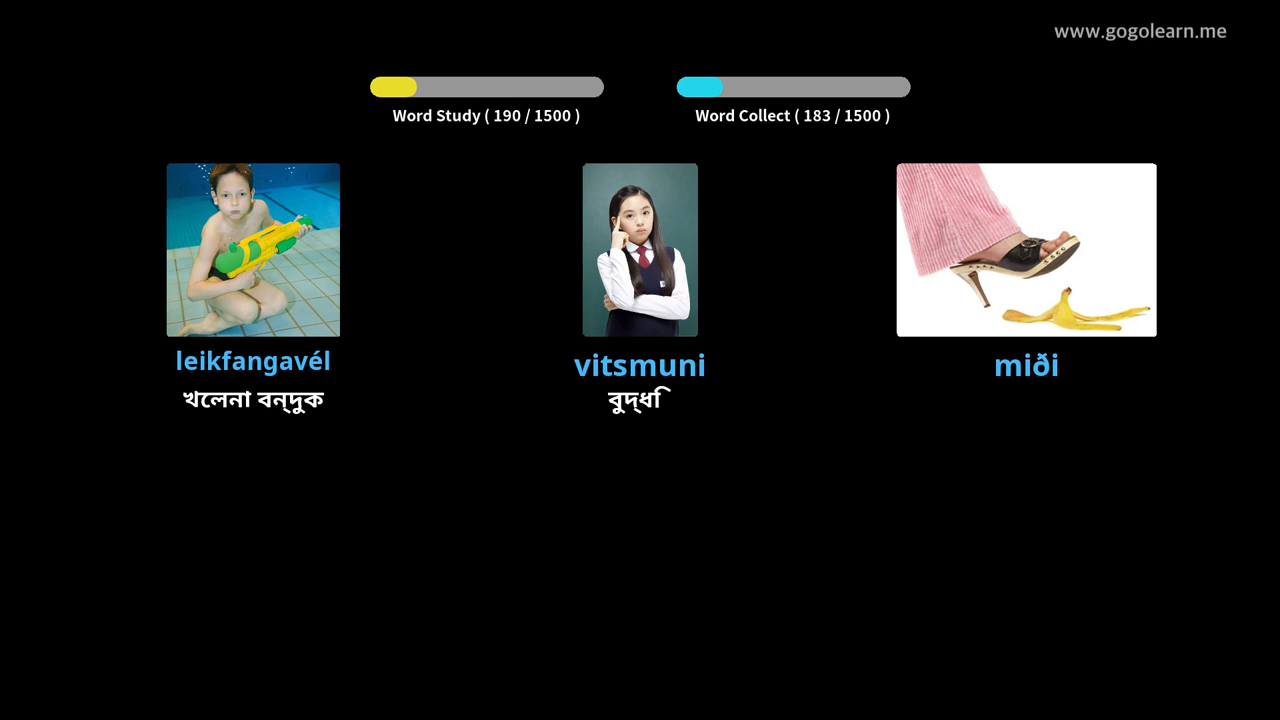 www.gogolearn.me
Word Study ( 190 / 1500 )
Word Collect ( 183 / 1500 )
leikfangavél
খেলনা বন্দুক
vitsmuni
বুদ্ধি
miði